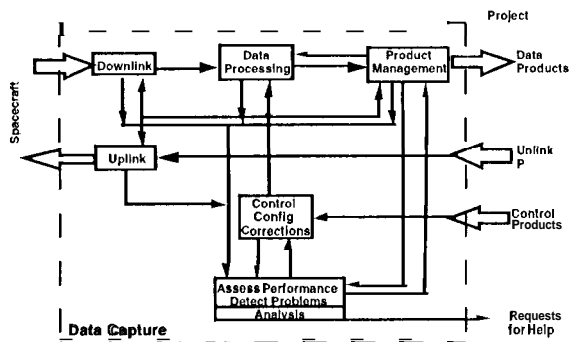 Project
Downlink
Data
Processing
Product
Management
Data
Products
Spacecraft
Uplink
Unlink
P
Control
Config
Corrections
Control
Products
Assess Performance
Detect Problems
Analysis
Data Capture
Requests
for Help